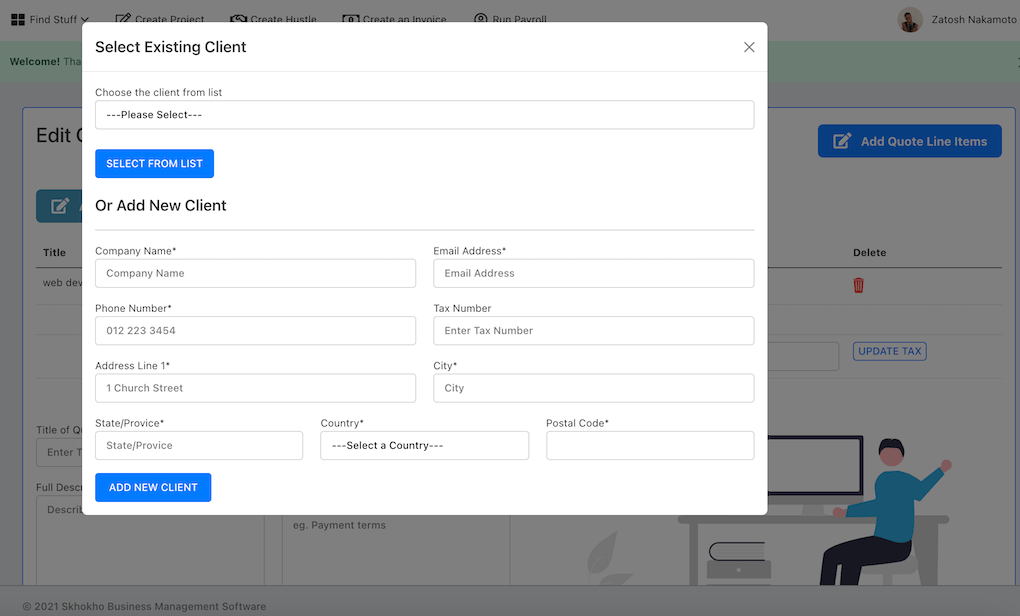 Find Stuff
Create Project
Create Hustle
Create an Invoice
Run Payroll
Zatosh Nakamoto
Welcome! Tha
Select Existing Client
Choose the client from list
---Please Select---
SELECT FROM LIST
Or Add New Client
Company Name*
Email Address*
Company Name
Email Address
Phone Number*
Tax Number
012 223 3454
Enter Tax Number
Address Line 1*
City*
1 Church Street
City
State/Provice*
Country*
Postal Code*
State/Provice
---Select a Country---
ADD NEW CLIENT
Edit
Add Quote Line Items
Title
Delete
web dev
UPDATE TAX
Title of Qu
Enter T
Full Descr
Describ
eg. Payment terms
© 2021 Skhokho Business Management Software